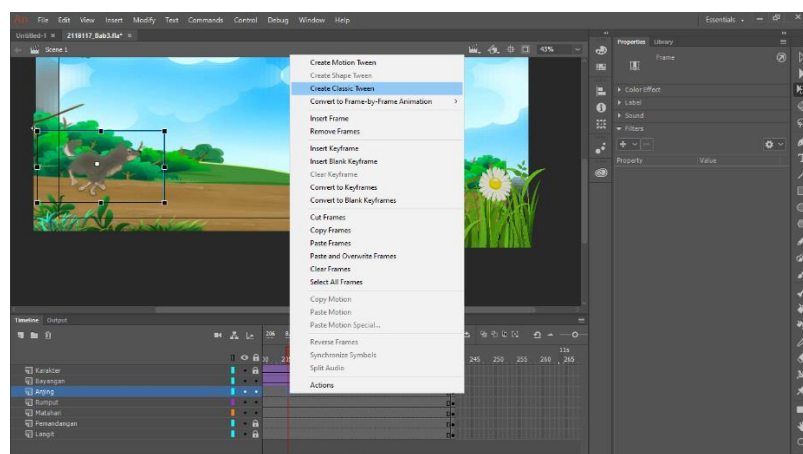 An File Edit View Insert Modify Text Commands Control Debug Window Help Essentials
Untitled-1 × 2118117_Bab3.fla* ×
Scene 1 43%
Properties Library
Frame
Color Effect
Label
Sound
Filters
Property Value
Create Motion Tween
Create Shape Tween
Create Classic Tween
Convert to Frame-by-Frame Animation
Insert Frame
Remove Frames
Insert Keyframe
Insert Blank Keyframe
Clear Keyframe
Convert to Keyframes
Convert to Blank Keyframes
Cut Frames
Copy Frames
Paste Frames
Paste and Overwrite Frames
Clear Frames
Select All Frames
Copy Motion
Paste Motion
Paste Motion Special...
Reverse Frames
Synchronize Symbols
Split Audio
Actions
Timeline Output
11s
245 250 255 260 265
Karakter
Bayangan
Anjing
Rumput
Matahari
Pemandangan
Langit